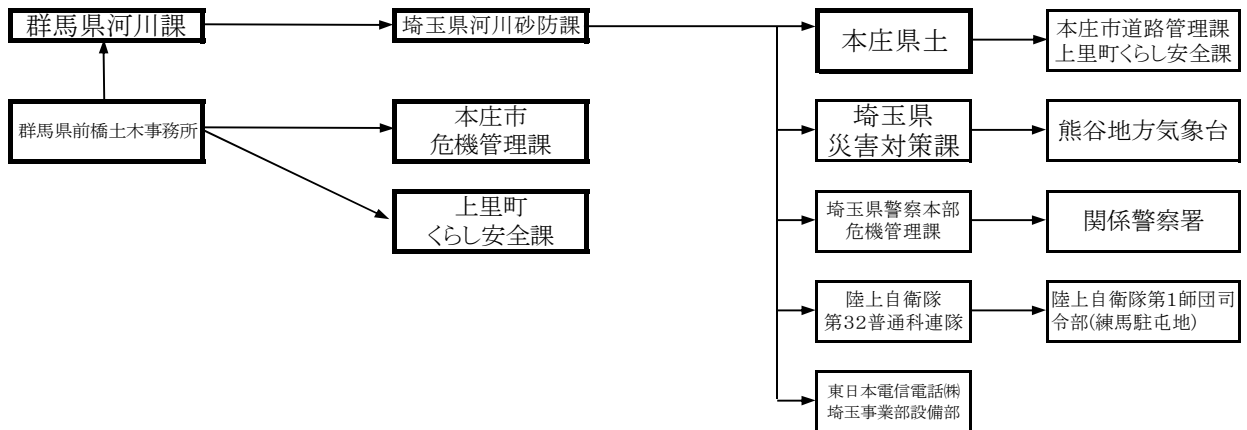 群馬県河川課
埼玉県河川砂防課
本庄県土
本庄市道路管理課
上里町くらし安全課
群馬県前橋土木事務所
本庄市
危機管理課
埼玉県
災害対策課
熊谷地方気象台
上里町
くらし安全課
埼玉県警察本部
危機管理課
関係警察署
陸上自衛隊
第32普通科連隊
陸上自衛隊第1師団司
令部(練馬駐屯地)
東日本電信電話㈱
埼玉事業部設備部